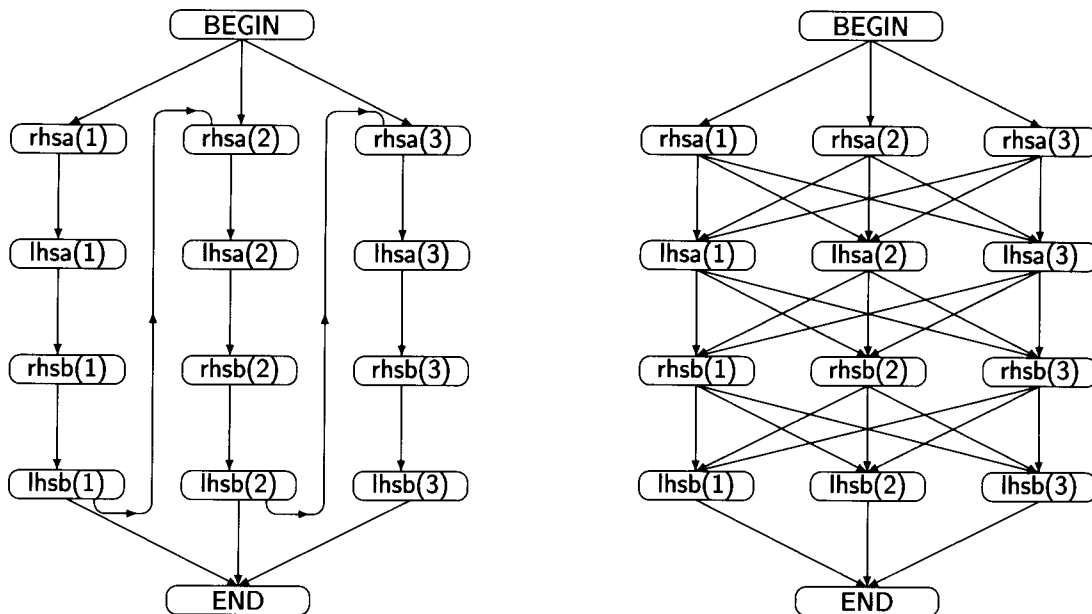 BEGIN
BEGIN
rhsa(1)
rhsa(2)
rhsa(3)
rhsa(1)
rhsa(2)
rhsa(3)
lhsa(1)
lhsa(2)
lhsa(3)
lhsa(1)
lhsa(2)
lhsa(3)
rhsb(1)
rhsb(2)
rhsb(3)
rhsb(1)
rhsb(2)
rhsb(3)
lhsb(1)
lhsb(2)
lhsb(3)
lhsb(1)
lhsb(2)
lhsb(3)
END
END